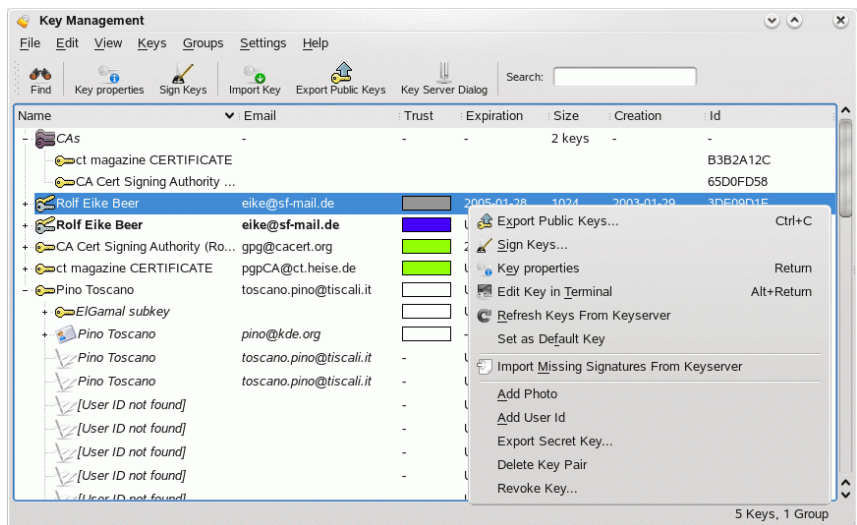 Key Management
File Edit View Keys Groups Settings Help
Find Key properties Sign Keys Import Key Export Public Keys Key Server Dialog Search:
Name Email Trust Expiration Size Creation Id
CAs - - - 2 keys - -
ct magazine CERTIFICATE B3B2A12C
CA Cert Signing Authority ... 65D0FD58
Rolf Eike Beer eike@sf-mail.de 2005-01-28 1024 2003-01-29 3DF09D1E
Rolf Eike Beer eike@sf-mail.de
CA Cert Signing Authority (Ro... gpg@cacert.org
ct magazine CERTIFICATE pgpCA@ct.heise.de
Pino Toscano toscano.pino@tiscali.it
ElGamal subkey
Pino Toscano pino@kde.org
Pino Toscano toscano.pino@tiscali.it -
Pino Toscano toscano.pino@tiscali.it -
[User ID not found] -
[User ID not found] -
[User ID not found] -
[User ID not found] -
[User ID not found]
Export Public Keys... Ctrl+C
Sign Keys...
Key properties Return
Edit Key in Terminal Alt+Return
Refresh Keys From Keyserver
Set as Default Key
Import Missing Signatures From Keyserver
Add Photo
Add User Id
Export Secret Key...
Delete Key Pair
Revoke Key...
5 Keys, 1 Group